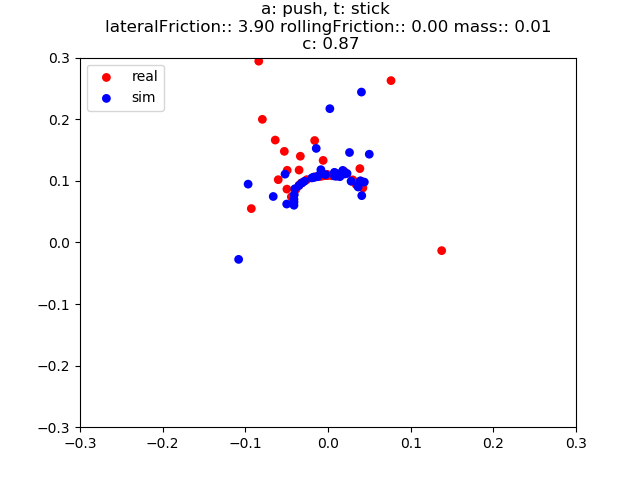 a: push, t: stick
lateralFriction:: 3.90 rollingFriction:: 0.00 mass:: 0.01
c: 0.87
real
sim
0.3
0.2
0.1
0.0
−0.1
−0.2
−0.3
−0.3
−0.2
−0.1
0.0
0.1
0.2
0.3